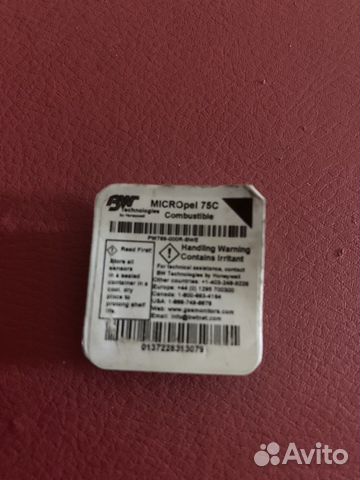 BW
Technologies
by Honeywell
MICROpel 75C
Combustible
Read First
Store all
sensors
in a sealed
container in a
cool, dry
place to
prolong shelf
life
Handling Warning
Contains Irritant
For technical assistance, contact
BW Technologies by Honeywell
Other countries: +1-403-248-9226
Europe: +44 (0) 1295 700300
Canada: 1-800-663-4164
USA: 1-888-749-8878
Web: www.gasmonitors.com
Email: info@bwtnet.com
0137228313079
Avito